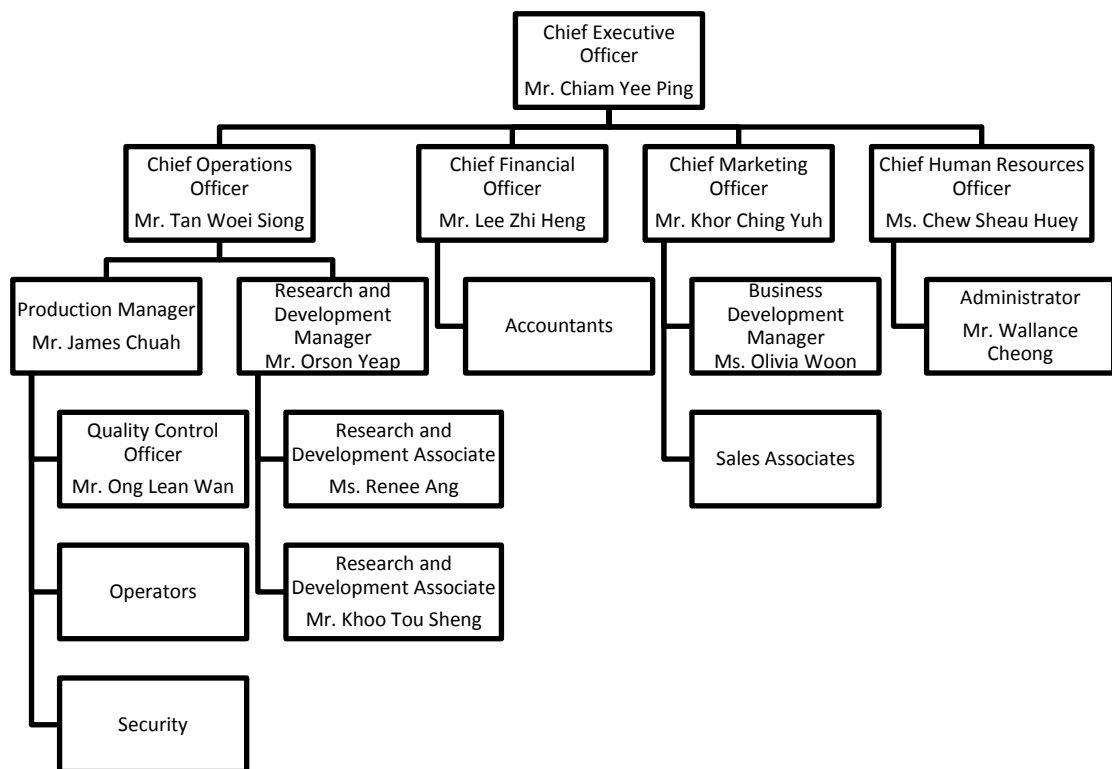 Chief Executive
Officer
Mr. Chiam Yee Ping
Chief Operations
Officer
Mr. Tan Woei Siong
Chief Financial
Officer
Mr. Lee Zhi Heng
Chief Marketing
Officer
Mr. Khor Ching Yuh
Chief Human Resources
Officer
Ms. Chew Sheau Huey
Production Manager
Mr. James Chuah
Research and
Development
Manager
Mr. Orson Yeap
Accountants
Business
Development
Manager
Ms. Olivia Woon
Administrator
Mr. Wallance
Cheong
Quality Control
Officer
Mr. Ong Lean Wan
Research and
Development Associate
Ms. Renee Ang
Sales Associates
Operators
Research and
Development Associate
Mr. Khoo Tou Sheng
Security